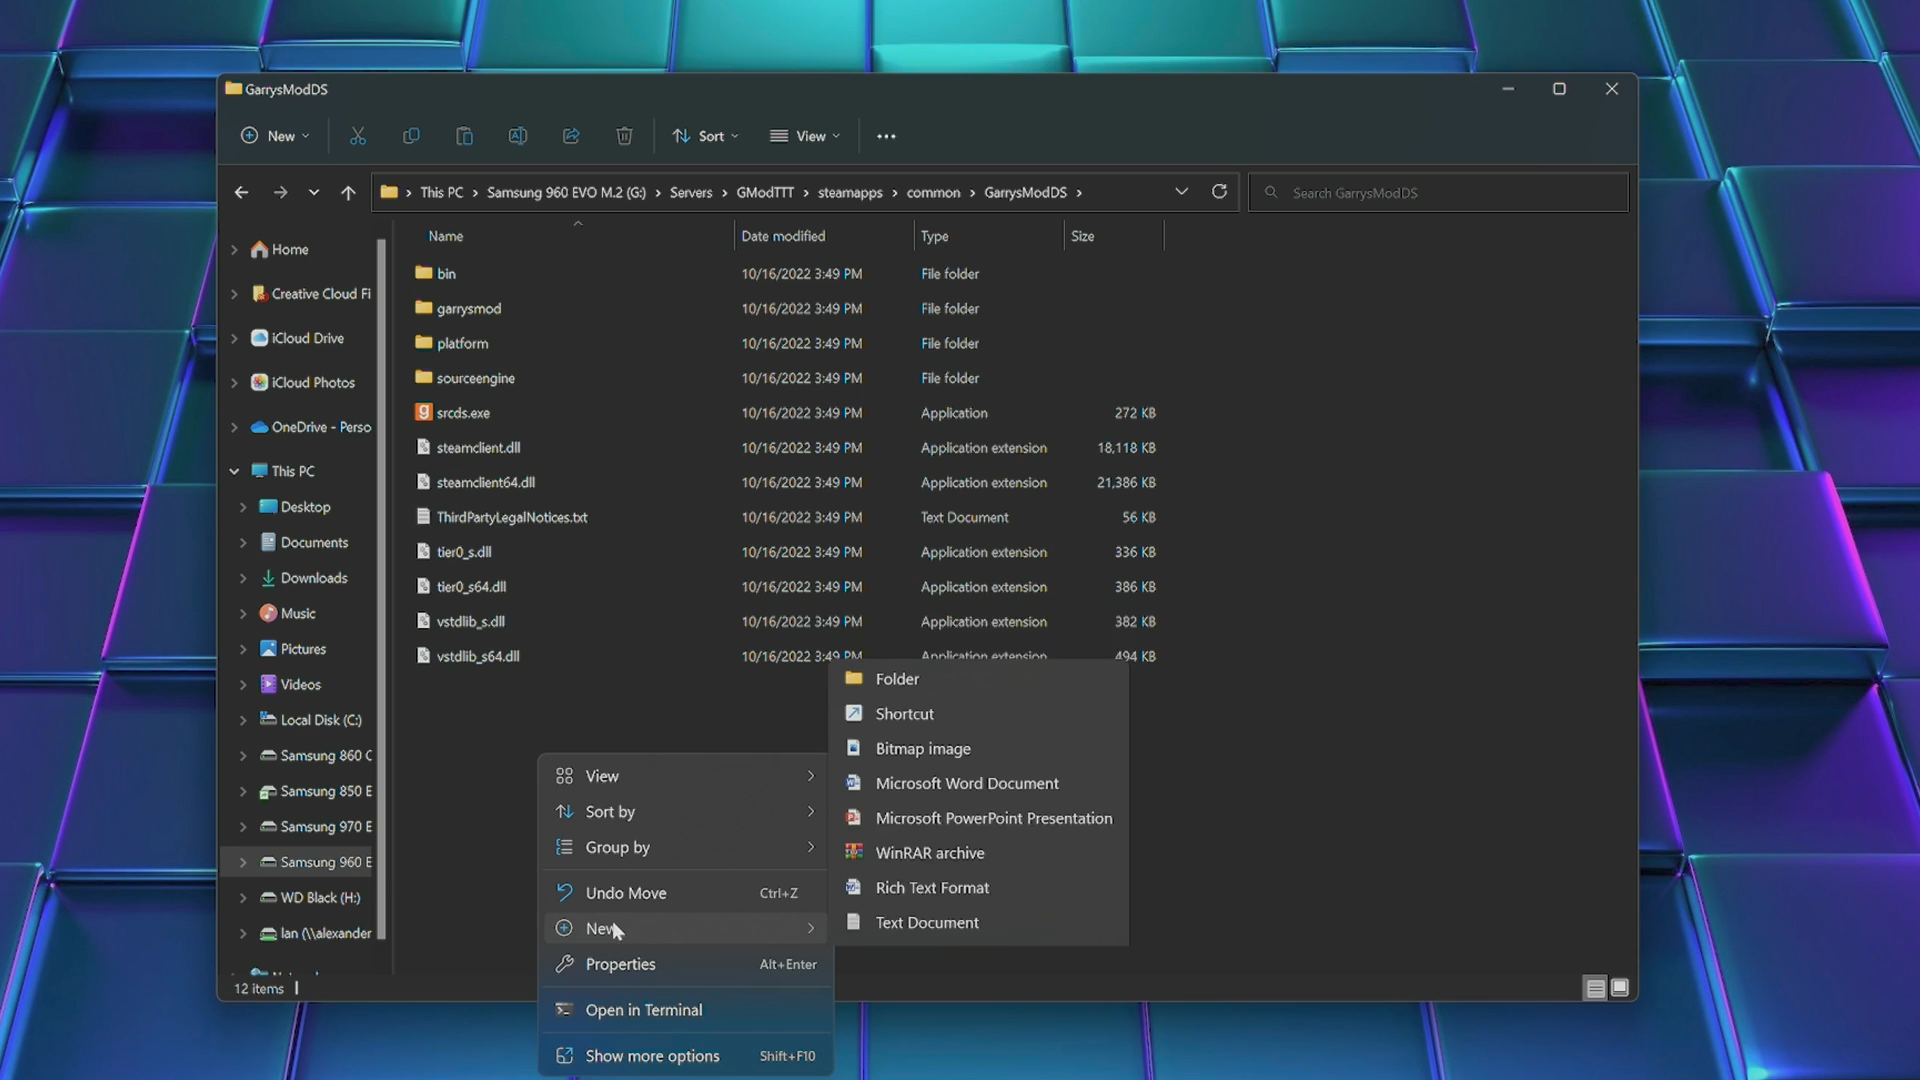 GarrysModDS
New
Sort
View
This PC > Samsung 960 EVO M.2 (G:) > Servers > GModTTT > steamapps > common > GarrysModDS >
Search GarrysModDS
Name Date modified Type Size
Home
Creative Cloud Fi
iCloud Drive
iCloud Photos
OneDrive - Perso
This PC
Desktop
Documents
Downloads
Music
Pictures
Videos
Local Disk (C:)
Samsung 860 
Samsung 850 E
Samsung 970 E
Samsung 960 E
WD Black (H:)
Ian (\\alexander
bin 10/16/2022 3:49 PM File folder
garrysmod 10/16/2022 3:49 PM File folder
platform 10/16/2022 3:49 PM File folder
sourceengine 10/16/2022 3:49 PM File folder
srcds.exe 10/16/2022 3:49 PM Application 272 KB
steamclient.dll 10/16/2022 3:49 PM Application extension 18,118 KB
steamclient64.dll 10/16/2022 3:49 PM Application extension 21,386 KB
ThirdPartyLegalNotices.txt 10/16/2022 3:49 PM Text Document 56 KB
tier0_s.dll 10/16/2022 3:49 PM Application extension 336 KB
tier0_s64.dll 10/16/2022 3:49 PM Application extension 386 KB
vstdlib_s.dll 10/16/2022 3:49 PM Application extension 382 KB
vstdlib_s64.dll 10/16/2022 3:49 PM Application extension 494 KB
Folder
Shortcut
Bitmap image
Microsoft Word Document
Microsoft PowerPoint Presentation
WinRAR archive
Rich Text Format
Text Document
View
Sort by
Group by
Undo Move Ctrl+Z
New
Properties Alt+Enter
Open in Terminal
Show more options Shift+F10
12 items